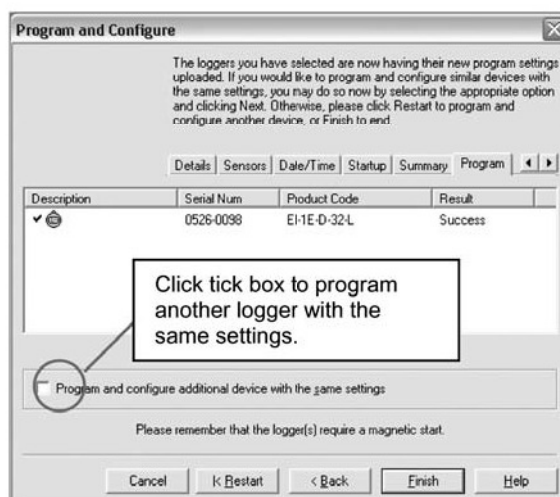 Program and Configure
The loggers you have selected are now having their new program settings
uploaded. If you would like to program and configure similar devices with
the same settings, you may do so now by selecting the appropriate option
and clicking Next. Otherwise, please click Restart to program and
configure another device, or Finish to end.
Details Sensors Date/Time Startup Summary Program
Description Serial Num Product Code Result
0526-0098 EI-1E-D-32-L Success
Click tick box to program
another logger with the
same settings.
Program and configure additional device with the same settings
Please remember that the logger(s) require a magnetic start.
Cancel |< Restart < Back Finish Help